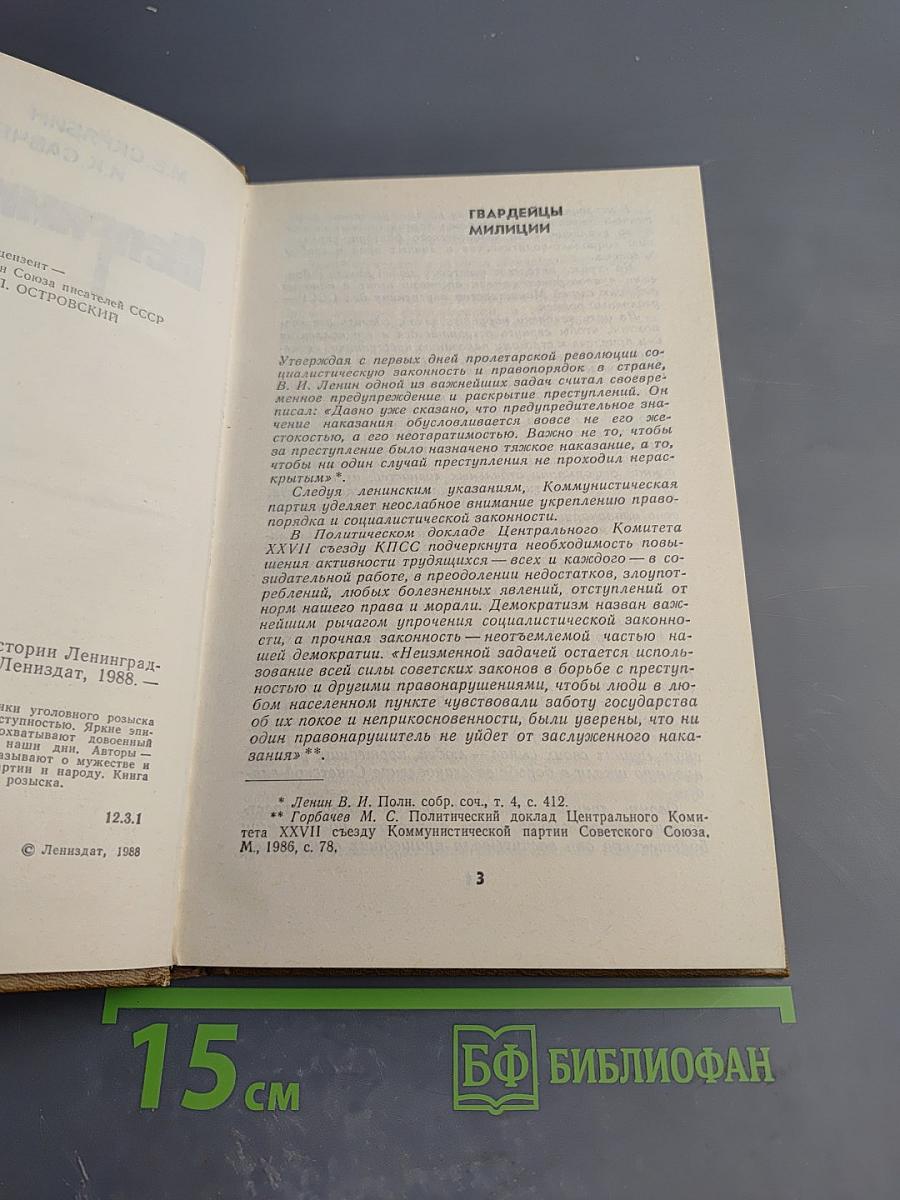 цензент —
н Союза писателей СССР
Л. ОСТРОВСКИЙ
стории Ленинград-
Лениздат, 1988. —
ки уголовного розыска
ступностью. Яркие эпи-
охватывают довоенный
наши дни. Авторы —
азывают о мужестве и
артии и народу. Книга
розыска.
12.3.1
© Лениздат, 1988
ГВАРДЕЙЦЫ
МИЛИЦИИ
Утверждая с первых дней пролетарской революции со-
циалистическую законность и правопорядок в стране,
В. И. Ленин одной из важнейших задач считал своевре-
менное предупреждение и раскрытие преступлений. Он
писал: «Давно уже сказано, что предупредительное зна-
чение наказания обусловливается вовсе не его же-
стокостью, а его неотвратимостью. Важно не то, чтобы
за преступление было назначено тяжкое наказание, а то,
чтобы ни один случай преступления не проходил нерас-
крытым» *.
Следуя ленинским указаниям, Коммунистическая
партия уделяет неослабное внимание укреплению право-
порядка и социалистической законности.
В Политическом докладе Центрального Комитета
XXVII съезду КПСС подчеркнута необходимость повы-
шения активности трудящихся — всех и каждого — в со-
зидательной работе, в преодолении недостатков, злоупот-
реблений, любых болезненных явлений, отступлений от
норм нашего права и морали. Демократизм назван важ-
нейшим рычагом упрочения социалистической законно-
сти, а прочная законность — неотъемлемой частью на-
шей демократии. «Неизменной задачей остается исполь-
зование всей силы советских законов в борьбе с преступ-
ностью и другими правонарушениями, чтобы люди в лю-
бом населенном пункте чувствовали заботу государства
об их покое и неприкосновенности, были уверены, что ни
один правонарушитель не уйдет от заслуженного нака-
зания» **.
* Ленин В. И. Полн. собр. соч., т. 4, с. 412.
** Горбачев М. С. Политический доклад Центрального Коми-
тета XXVII съезду Коммунистической партии Советского Союза.
М., 1986, с. 78.
3
15 см
БФ БИБЛИОФАН